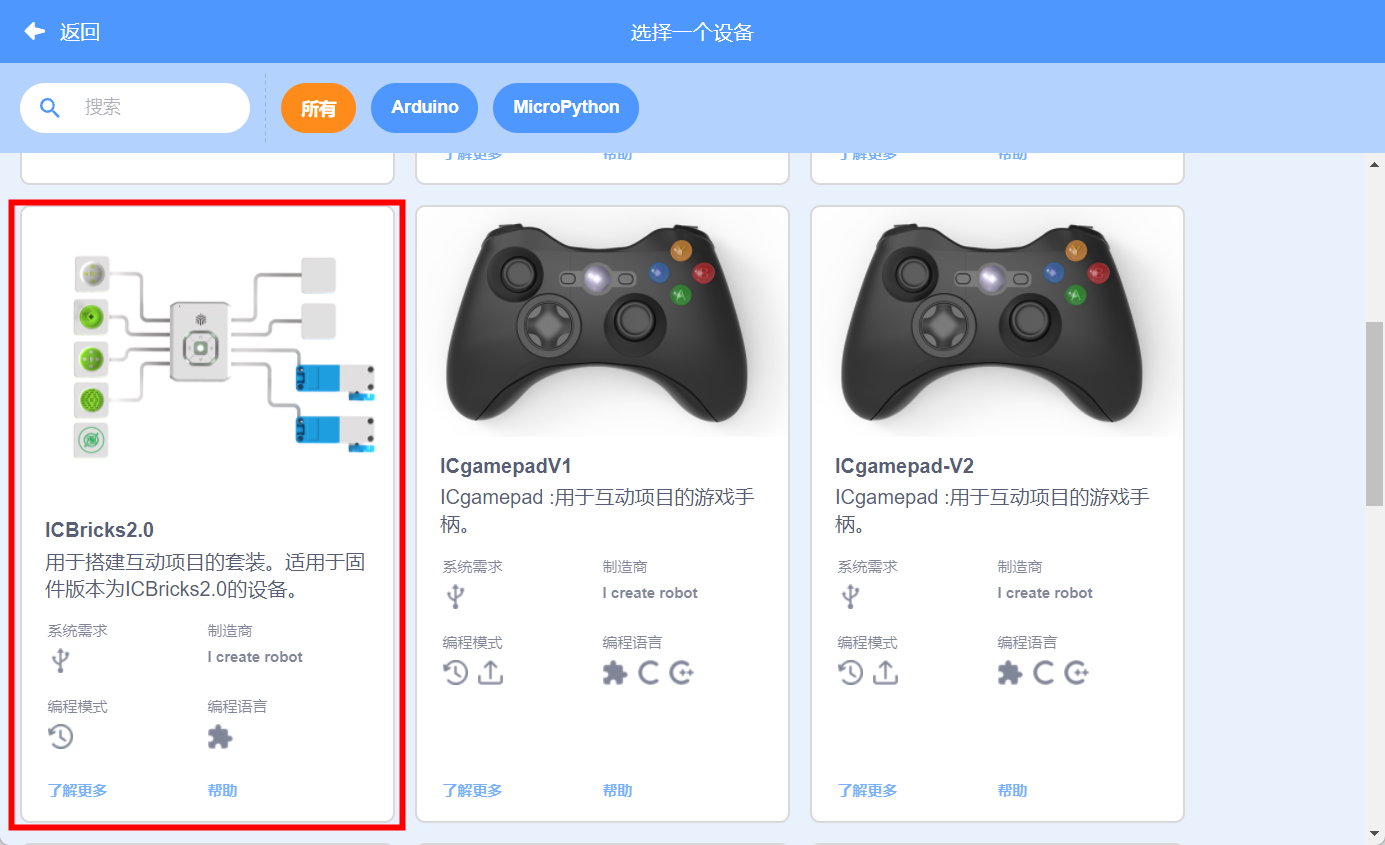 返回
选择一个设备
搜索
所有
Arduino
MicroPython
了解更多
帮助
了解更多
帮助
ICBricks2.0
用于搭建互动项目的套装。适用于固
件版本为ICBricks2.0的设备。
系统需求
制造商
I create robot
编程模式
编程语言
了解更多
帮助
ICgamepadV1
ICgamepad :用于互动项目的游戏手
柄。
系统需求
制造商
I create robot
编程模式
编程语言
了解更多
帮助
ICgamepad-V2
ICgamepad :用于互动项目的游戏手
柄。
系统需求
制造商
I create robot
编程模式
编程语言
了解更多
帮助